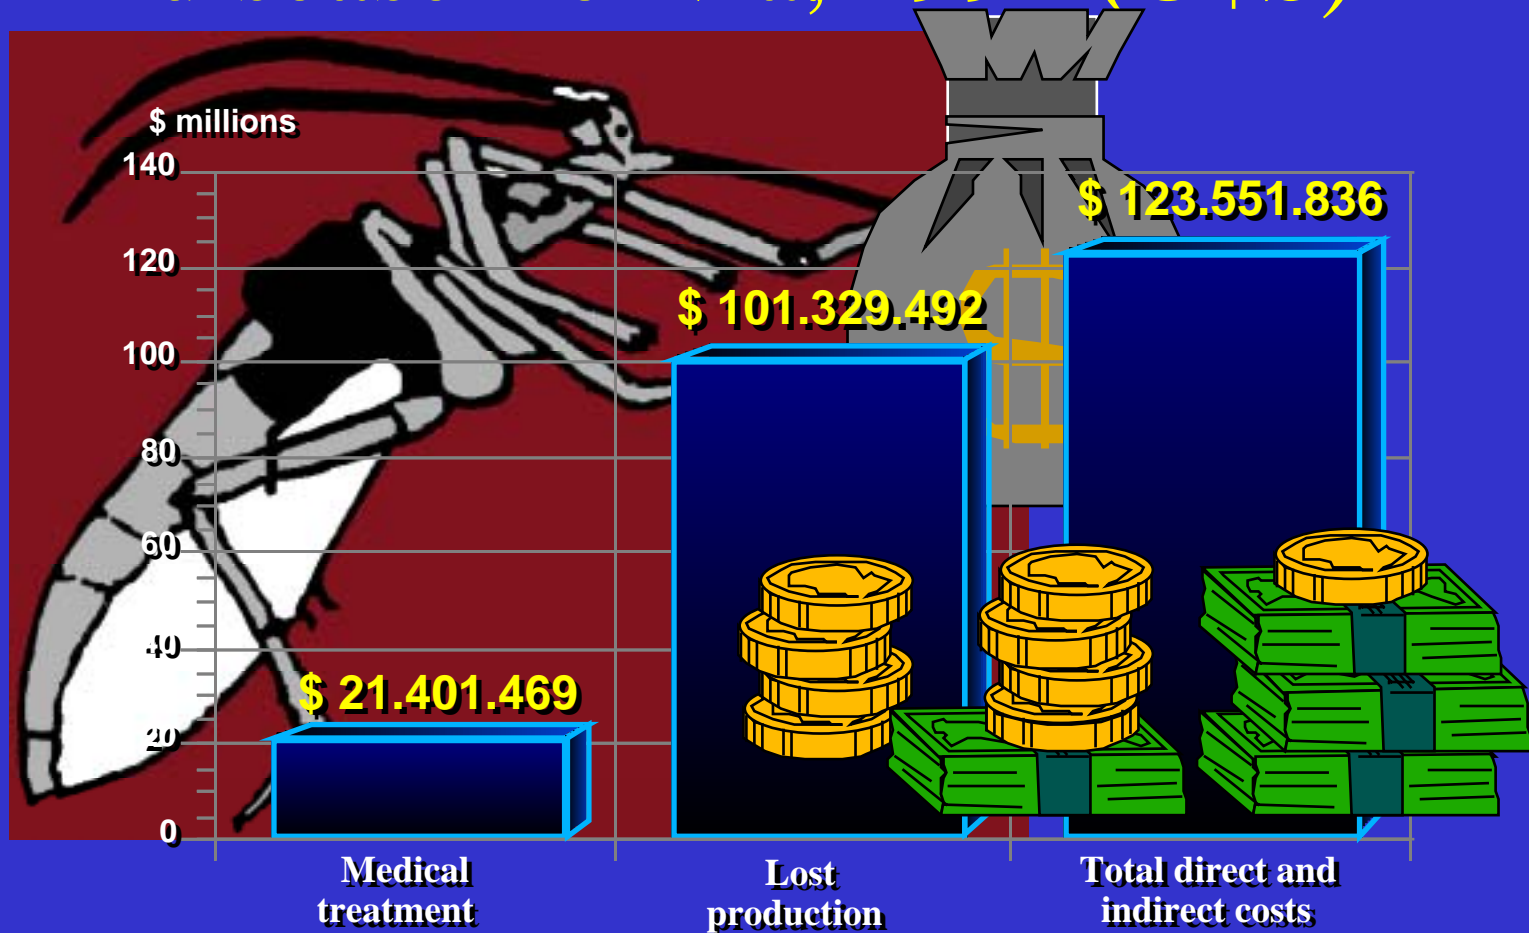 $ millions
140
$ 123.551.836
120
$ 101.329.492
100
80
60
40
$ 21.401.469
20
0
Medical
treatment
Lost
production
Total direct and
indirect costs